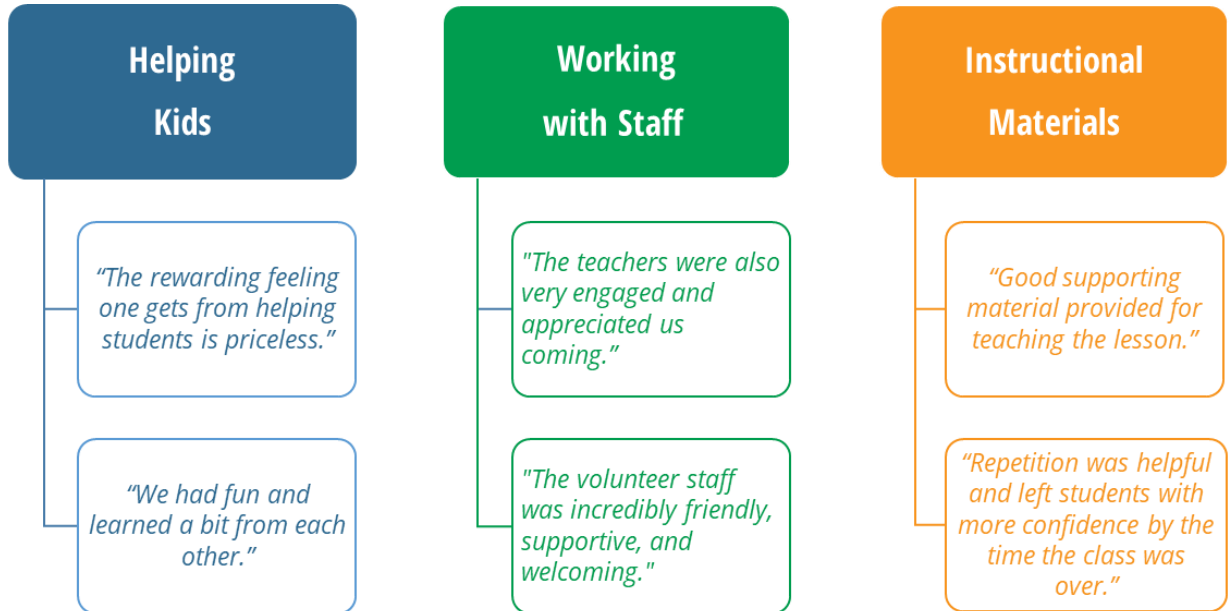 Helping
Kids
“The rewarding feeling
one gets from helping
students is priceless.”
“We had fun and
learned a bit from each
other.”
Working
with Staff
"The teachers were also
very engaged and
appreciated us
coming.”
"The volunteer staff
was incredibly friendly,
supportive, and
welcoming."
Instructional
Materials
“Good supporting
material provided for
teaching the lesson.”
“Repetition was helpful
and left students with
more confidence by the
time the class was
over.”